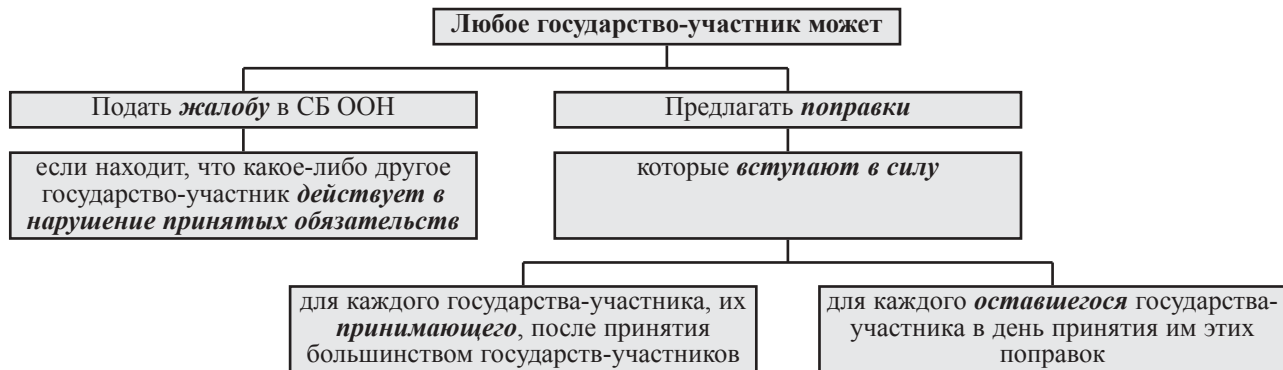 Любое государство-участник может
Подать жалобу в СБ ООН
Предлагать поправки
если находит, что какое-либо другое
государство-участник действует в
нарушение принятых обязательств
которые вступают в силу
для каждого государства-участника, их
принимающего, после принятия
большинством государств-участников
для каждого оставшегося государства-
участника в день принятия им этих
поправок